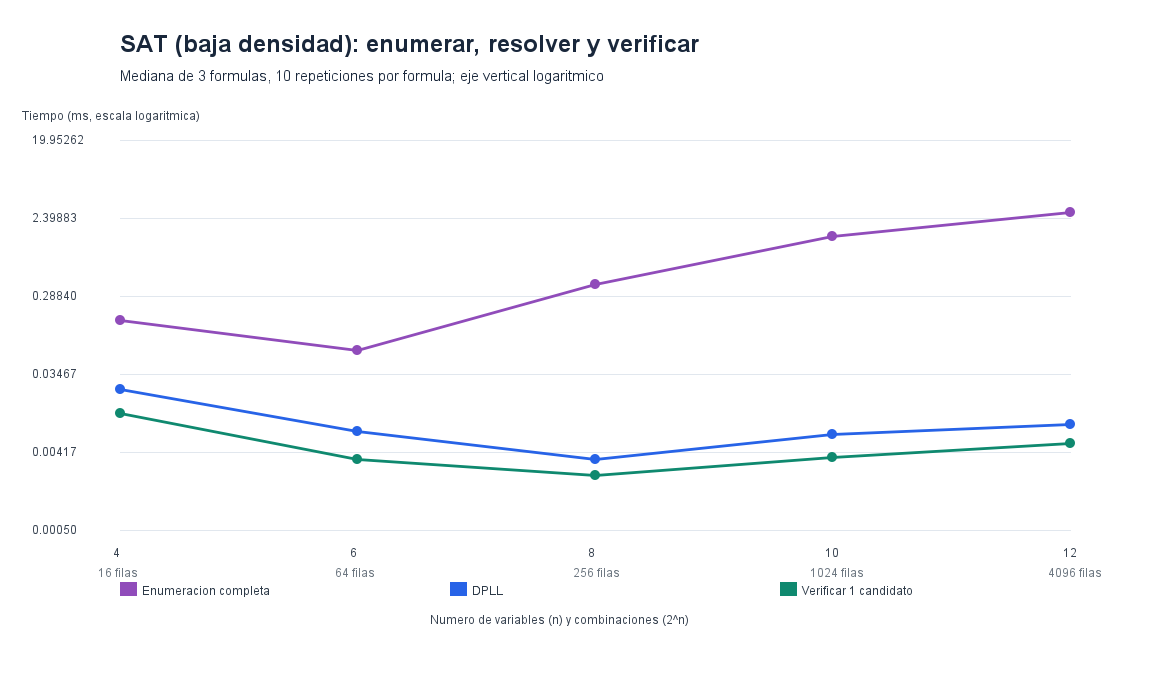 SAT (baja densidad): enumerar, resolver y verificar
Mediana de 3 formulas, 10 repeticiones por formula; eje vertical logaritmico
Tiempo (ms, escala logaritmica)
19.95262
2.39883
0.28840
0.03467
0.00417
0.00050
4 6 8 10 12
16 filas 64 filas 256 filas 1024 filas 4096 filas
Enumeracion completa DPLL Verificar 1 candidato
Numero de variables (n) y combinaciones (2^n)